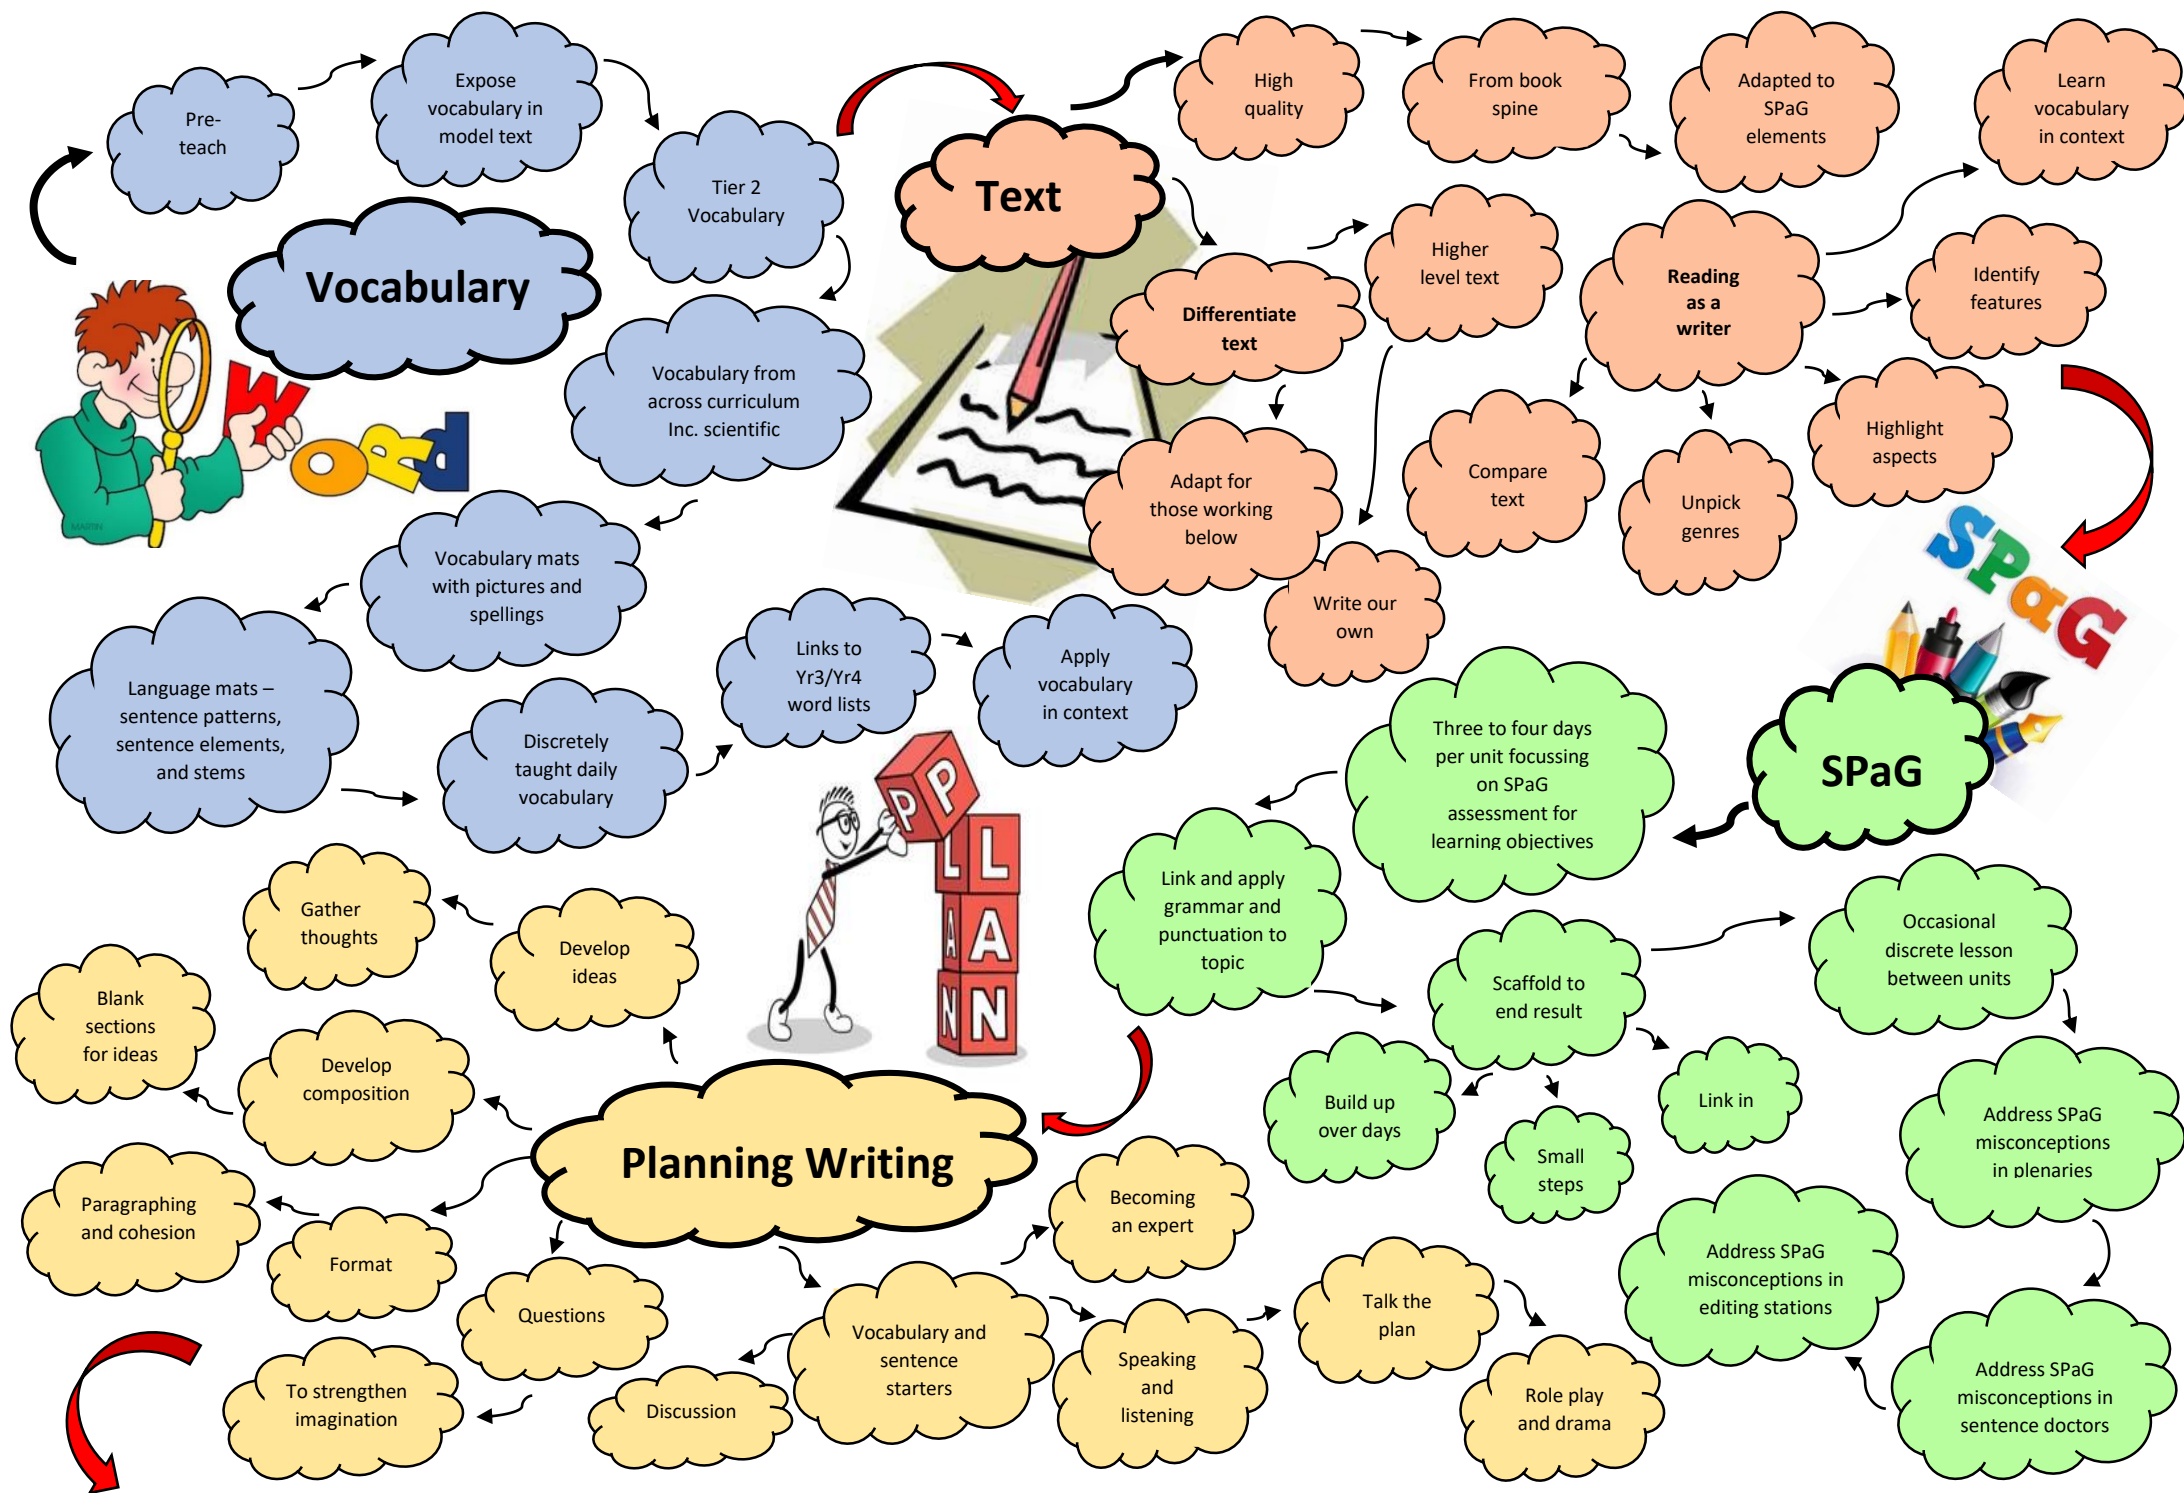 Pre-
teach
Expose
vocabulary in
model text
Tier 2
Vocabulary
Vocabulary
Vocabulary from
across curriculum
Inc. scientific
WORD
MARTIN
Vocabulary mats
with pictures and
spellings
Language mats –
sentence patterns,
sentence elements,
and stems
Discretely
taught daily
vocabulary
Links to
Yr3/Yr4
word lists
Apply
vocabulary
in context
Text
High
quality
From book
spine
Adapted to
SPaG
elements
Learn
vocabulary
in context
Differentiate
text
Higher
level text
Reading
as a
writer
Identify
features
Adapt for
those working
below
Write our
own
Compare
text
Unpick
genres
Highlight
aspects
SPaG
SPaG
Three to four days
per unit focussing
on SPaG
assessment for
learning objectives
Link and apply
grammar and
punctuation to
topic
Scaffold to
end result
Occasional
discrete lesson
between units
Build up
over days
Small
steps
Link in
Address SPaG
misconceptions
in plenaries
Address SPaG
misconceptions in
editing stations
Address SPaG
misconceptions in
sentence doctors
P P
L L
A A
N N
Planning Writing
Gather
thoughts
Develop
ideas
Blank
sections
for ideas
Develop
composition
Paragraphing
and cohesion
Format
Questions
To strengthen
imagination
Discussion
Vocabulary and
sentence
starters
Becoming
an expert
Speaking
and
listening
Talk the
plan
Role play
and drama